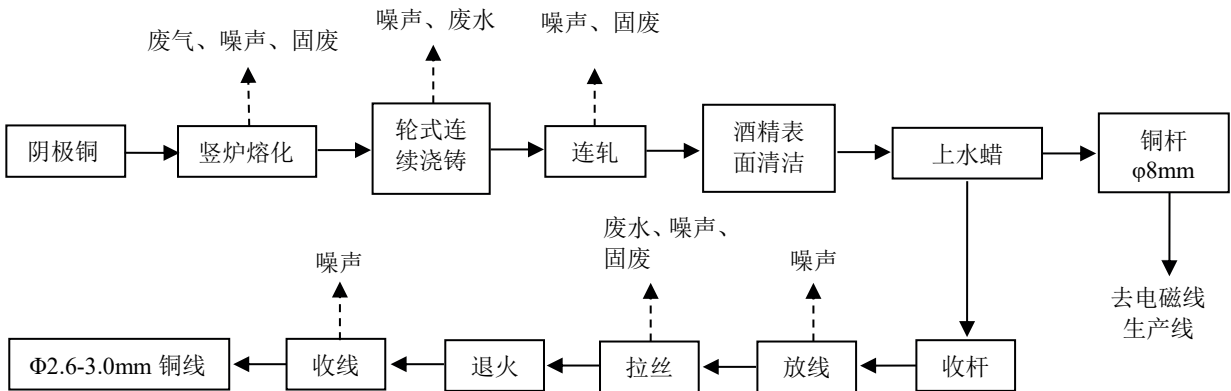 噪声、废水
噪声、固废
废气、噪声、固废
阴极铜
竖炉熔化
轮式连
续浇铸
连轧
酒精表
面清洁
上水蜡
铜杆
φ8mm
废水、噪声、
固废
噪声
噪声
去电磁线
生产线
Φ2.6-3.0mm 铜线
收线
退火
拉丝
放线
收杆